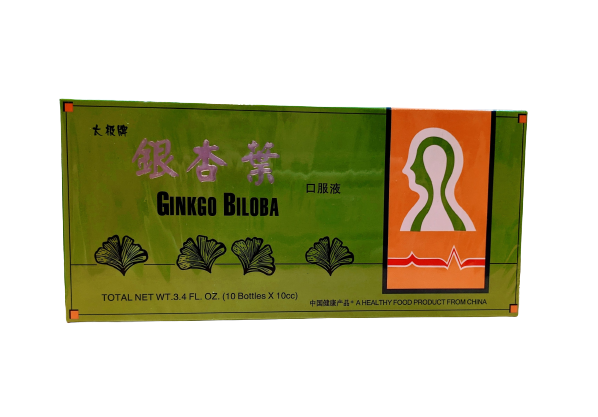 太极牌
銀杏葉
口服液
GINKGO BILOBA
TOTAL NET WT.3.4 FL. OZ. (10 Bottles X 10cc)
中国健康产品 * A HEALTHY FOOD PRODUCT FROM CHINA